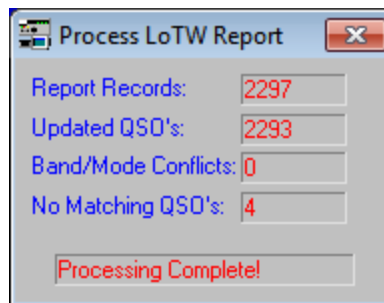 Process LoTW Report
Report Records: 2297
Updated QSO's: 2293
Band/Mode Conflicts: 0
No Matching QSO's: 4
Processing Complete!